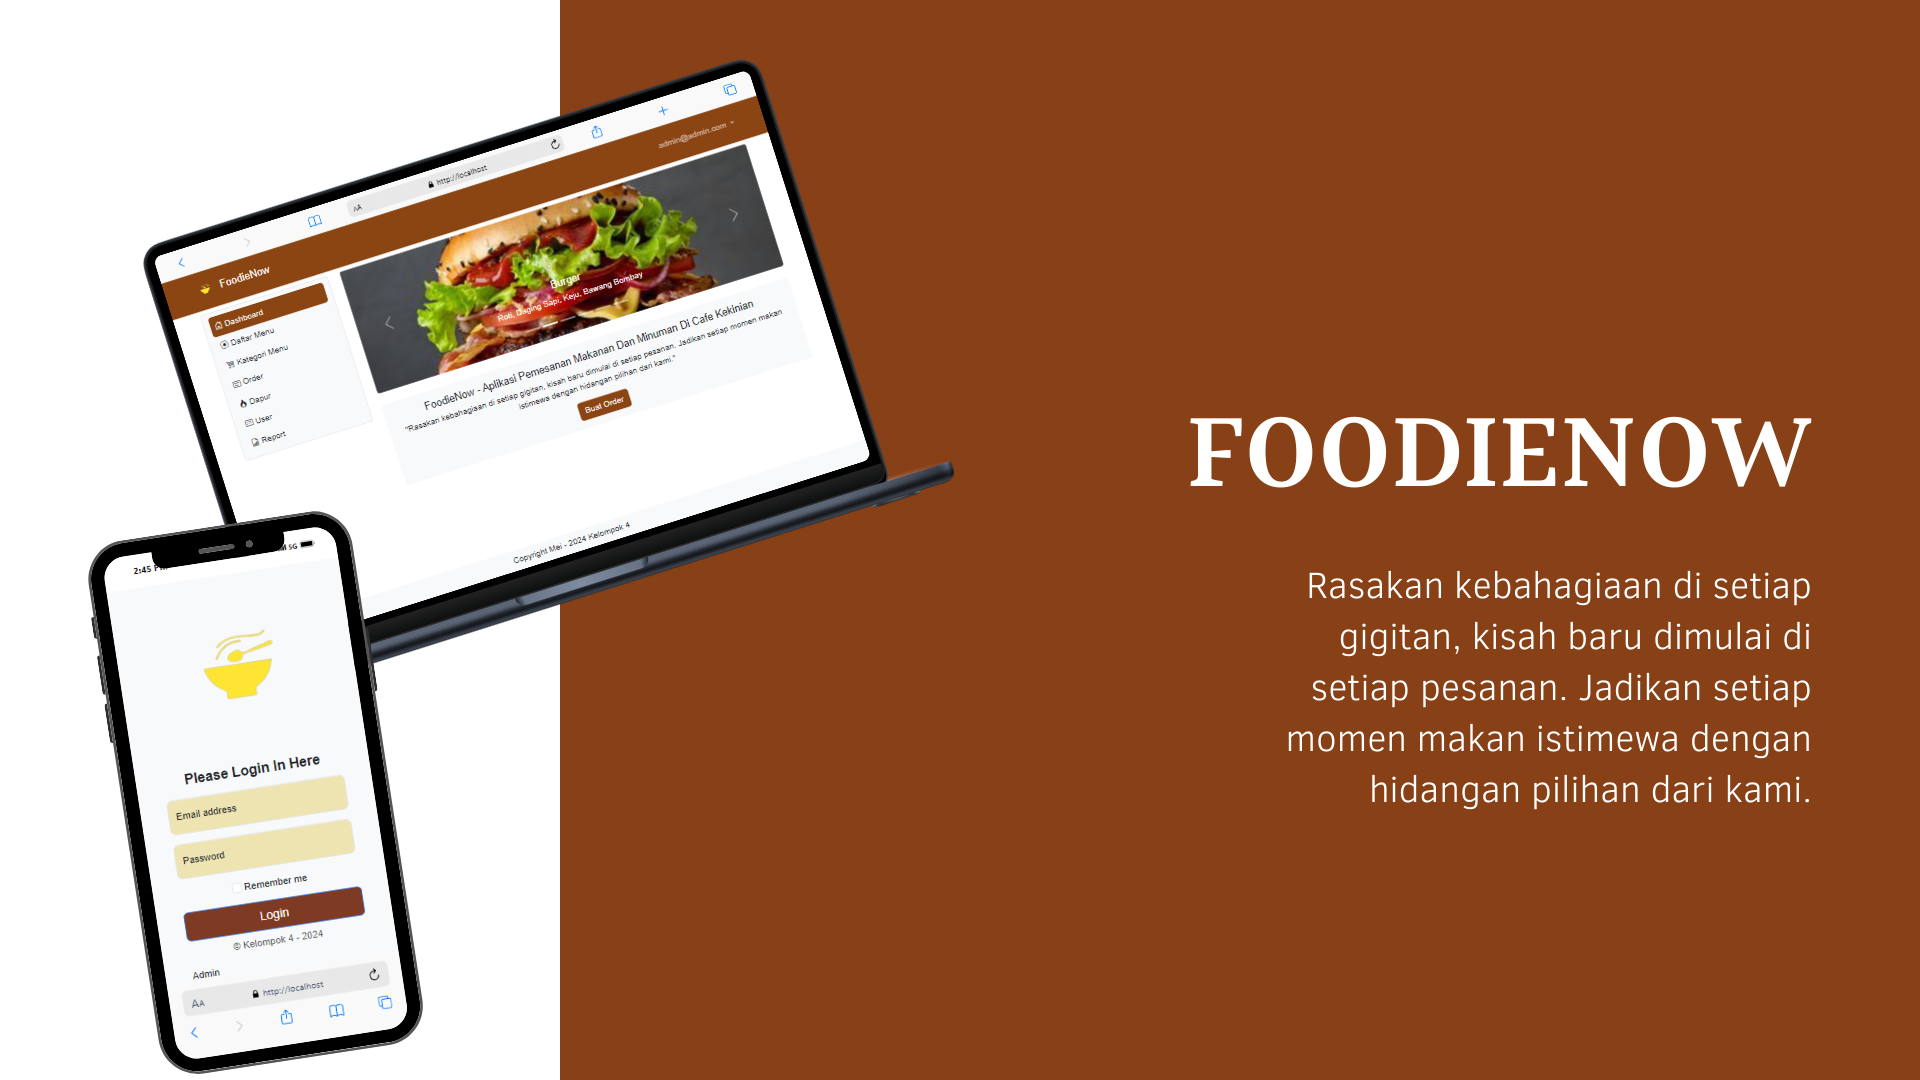 AA
http://localhost
FoodieNow
admin@admin.com
Dashboard
Daftar Menu
Kategori Menu
Order
Dapur
User
Report
Burger
Roti, Daging Sapi, Keju, Bawang Bombay
FoodieNow - Aplikasi Pemesanan Makanan Dan Minuman Di Cafe Kekinian
"Rasakan kebahagiaan di setiap gigitan, kisah baru dimulai di setiap pesanan. Jadikan setiap momen makan
istimewa dengan hidangan pilihan dari kami."
Buat Order
Copyright Mei - 2024 Kelompok 4
2:45
5G
Please Login In Here
Email address
Password
Remember me
Login
© Kelompok 4 - 2024
Admin
AA
http://localhost
FOODIENOW
Rasakan kebahagiaan di setiap
gigitan, kisah baru dimulai di
setiap pesanan. Jadikan setiap
momen makan istimewa dengan
hidangan pilihan dari kami.